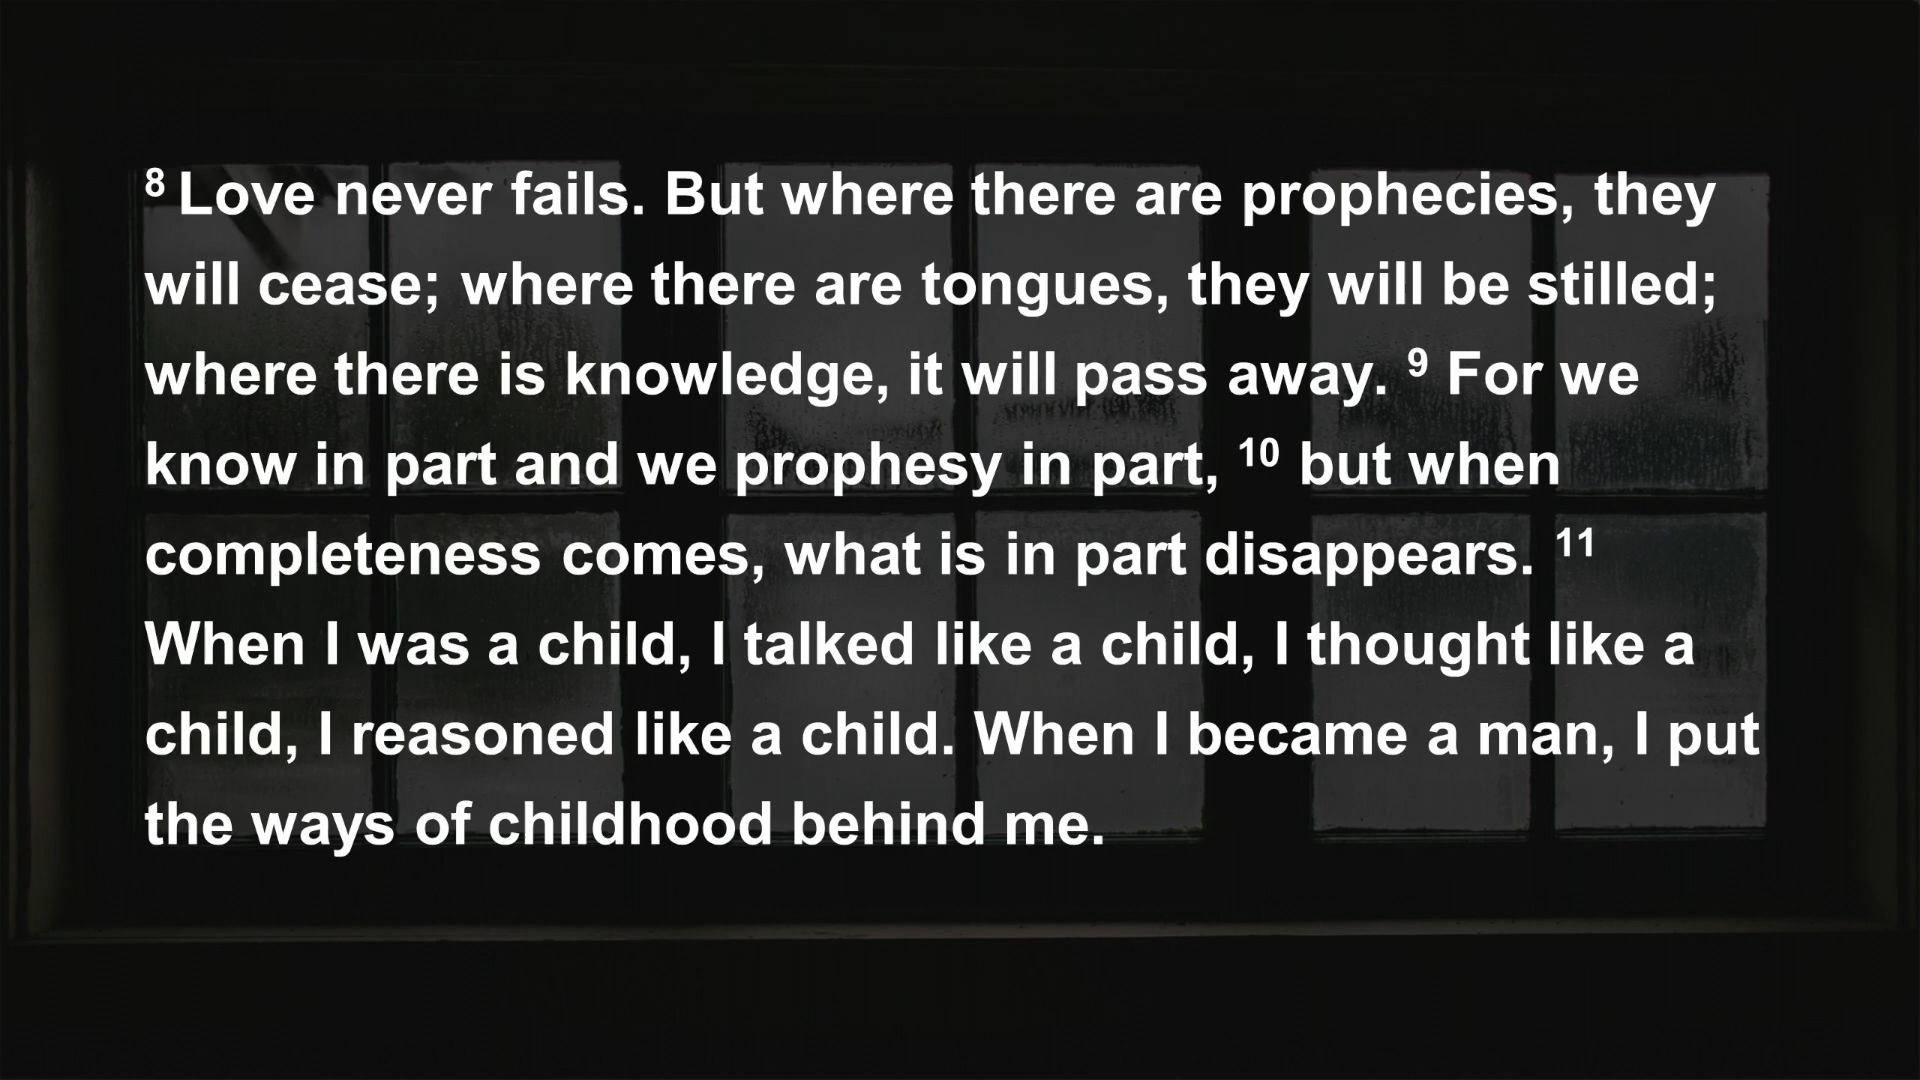 8 Love never fails. But where there are prophecies, they
will cease; where there are tongues, they will be stilled;
where there is knowledge, it will pass away. 9 For we
know in part and we prophesy in part, 10 but when
completeness comes, what is in part disappears. 11
When I was a child, I talked like a child, I thought like a
child, I reasoned like a child. When I became a man, I put
the ways of childhood behind me.